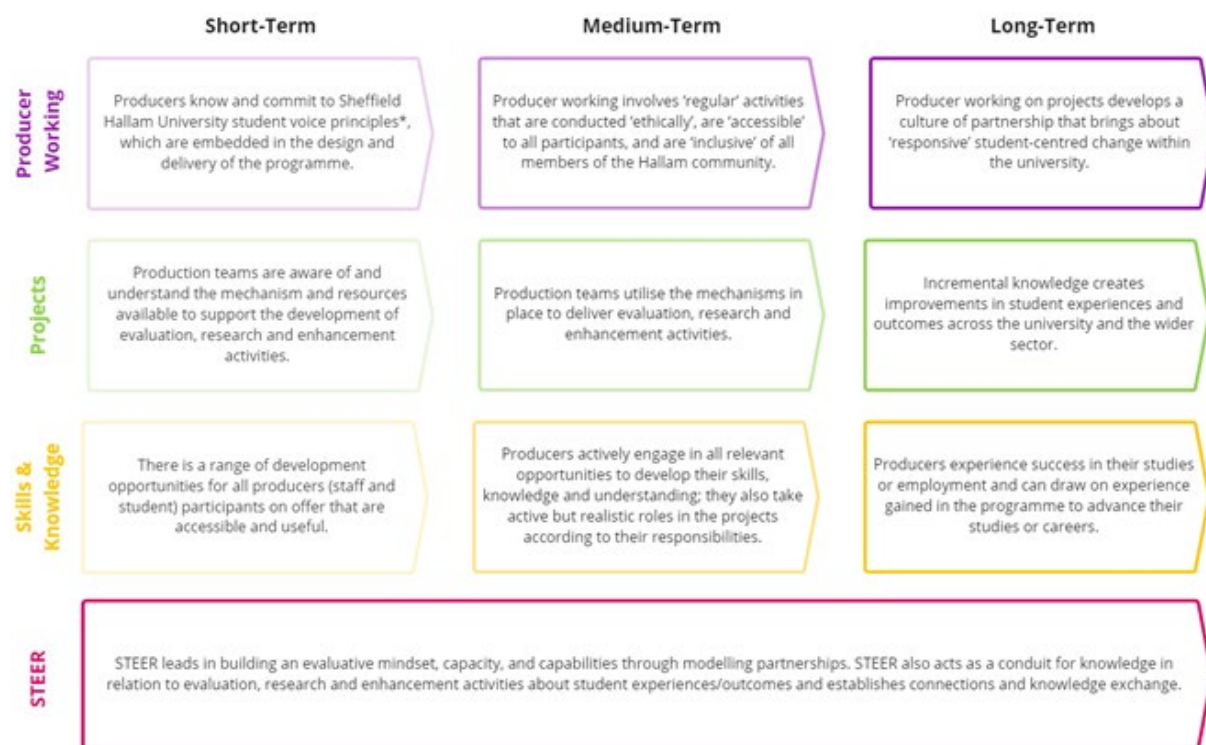 Short-Term
Medium-Term
Long-Term
Producer
Working
Producers know and commit to Sheffield
Hallam University student voice principles*,
which are embedded in the design and
delivery of the programme.
Producer working involves ‘regular’ activities
that are conducted ‘ethically’, are ‘accessible’
to all participants, and are ‘inclusive’ of all
members of the Hallam community.
Producer working on projects develops a
culture of partnership that brings about
‘responsive’ student-centred change within
the university.
Projects
Production teams are aware of and
understand the mechanism and resources
available to support the development of
evaluation, research and enhancement
activities.
Production teams utilise the mechanisms in
place to deliver evaluation, research and
enhancement activities.
Incremental knowledge creates
improvements in student experiences and
outcomes across the university and the wider
sector.
Skills &
Knowledge
There is a range of development
opportunities for all producers (staff and
student) participants on offer that are
accessible and useful.
Producers actively engage in all relevant
opportunities to develop their skills,
knowledge and understanding; they also take
active but realistic roles in the projects
according to their responsibilities.
Producers experience success in their studies
or employment and can draw on experience
gained in the programme to advance their
studies or careers.
STEER
STEER leads in building an evaluative mindset, capacity, and capabilities through modelling partnerships. STEER also acts as a conduit for knowledge in
relation to evaluation, research and enhancement activities about student experiences/outcomes and establishes connections and knowledge exchange.